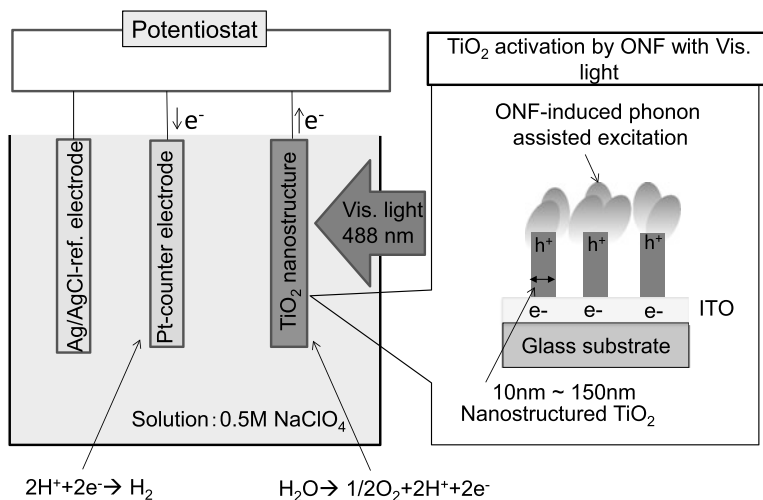 Potentiostat
↓e⁻
↑e⁻
Ag/AgCl-ref. electrode
Pt-counter electrode
TiO₂ nanostructure
Vis. light
488 nm
Solution：0.5M NaClO₄
2H⁺+2e⁻→ H₂
H₂O→ 1/2O₂+2H⁺+2e⁻
TiO₂ activation by ONF with Vis.
light
ONF-induced phonon
assisted excitation
h⁺ h⁺ h⁺
e- e- e- ITO
Glass substrate
10nm ~ 150nm
Nanostructured TiO₂